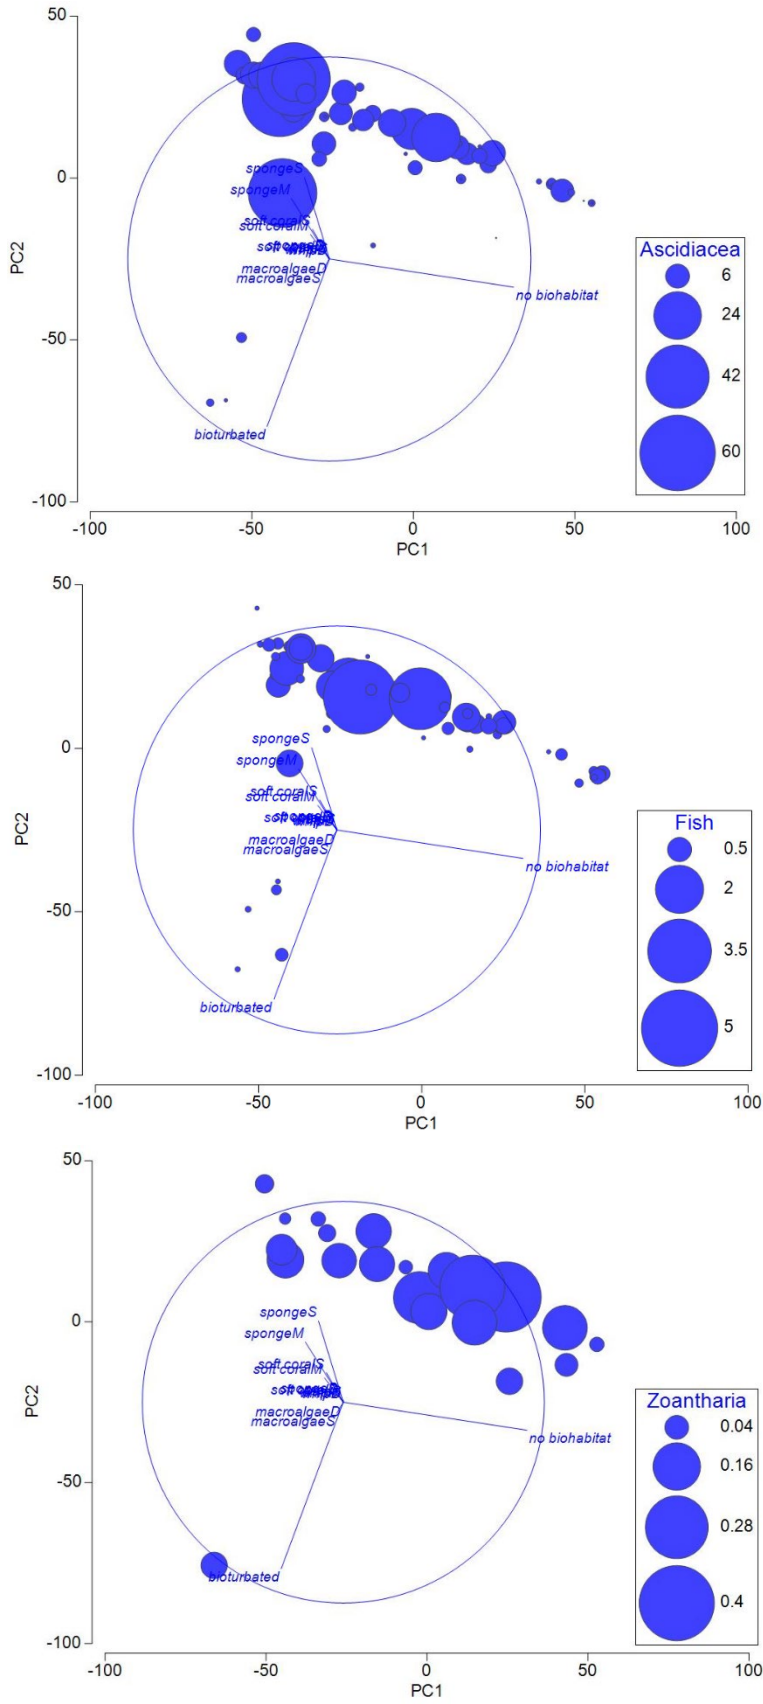 50
0
-50
-100
PC2
spongeS
spongeM
soft coralS
soft coralM
macroalgaeD
macroalgaeS
no biohabitat
bioturbated
Ascidiacea
6
24
42
60
-100
-50
0
50
100
PC1
50
0
-50
-100
PC2
spongeS
spongeM
soft coralS
soft coralM
macroalgaeD
macroalgaeS
no biohabitat
bioturbated
Fish
0.5
2
3.5
5
-100
-50
0
50
100
PC1
50
0
-50
-100
PC2
spongeS
spongeM
soft coralS
soft coralM
macroalgaeD
macroalgaeS
no biohabitat
bioturbated
Zoantharia
0.04
0.16
0.28
0.4
-100
-50
0
50
100
PC1